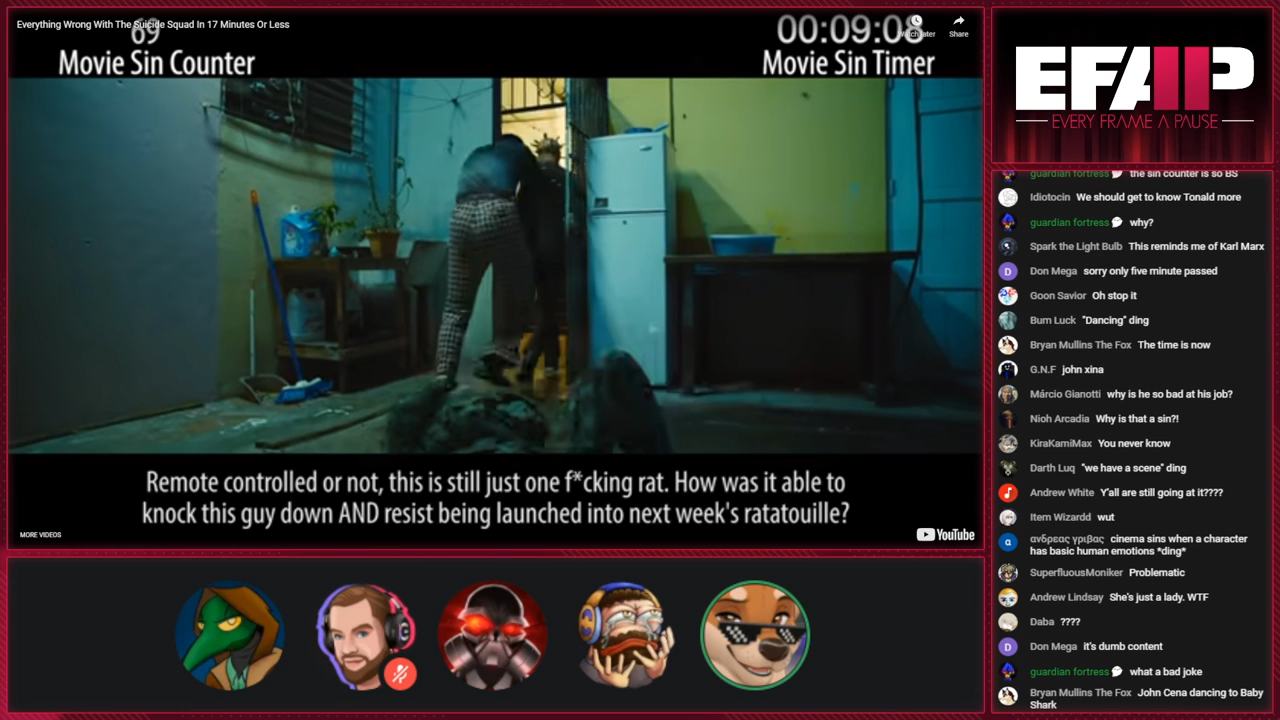 Everything Wrong With The Suicide Squad In 17 Minutes Or Less
69
Movie Sin Counter
00:09:08
Movie Sin Timer
Watch later
Share
Remote controlled or not, this is still just one f*cking rat. How was it able to
knock this guy down AND resist being launched into next week's ratatouille?
MORE VIDEOS
YouTube
EFAP
EVERY FRAME A PAUSE
guardian fortress the sin counter is so BS
Idiotocin We should get to know Tonald more
guardian fortress why?
Spark the Light Bulb This reminds me of Karl Marx
D Don Mega sorry only five minute passed
Goon Savior Oh stop it
Bum Luck "Dancing" ding
Bryan Mullins The Fox The time is now
G.N.F john xina
Márcio Gianotti why is he so bad at his job?
Nioh Arcadia Why is that a sin?!
KiraKamiMax You never know
Darth Luq "we have a scene" ding
Andrew White Y'all are still going at it????
Item Wizardd wut
α ανδρεας γριβας cinema sins when a character
has basic human emotions *ding*
SuperfluousMoniker Problematic
Andrew Lindsay She's just a lady. WTF
Daba ????
D Don Mega it's dumb content
guardian fortress what a bad joke
Bryan Mullins The Fox John Cena dancing to Baby
Shark